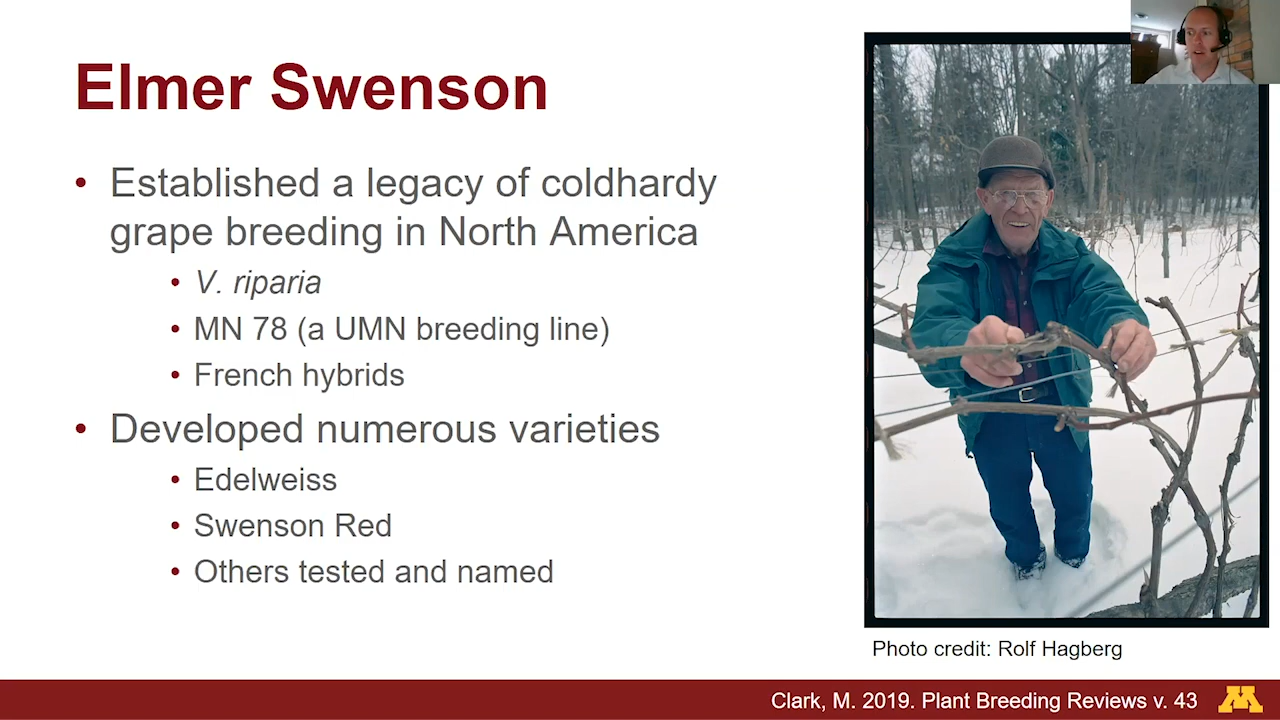 Elmer Swenson
• Established a legacy of coldhardy
grape breeding in North America
• V. riparia
• MN 78 (a UMN breeding line)
• French hybrids
• Developed numerous varieties
• Edelweiss
• Swenson Red
• Others tested and named
Photo credit: Rolf Hagberg
Clark, M. 2019. Plant Breeding Reviews v. 43
M